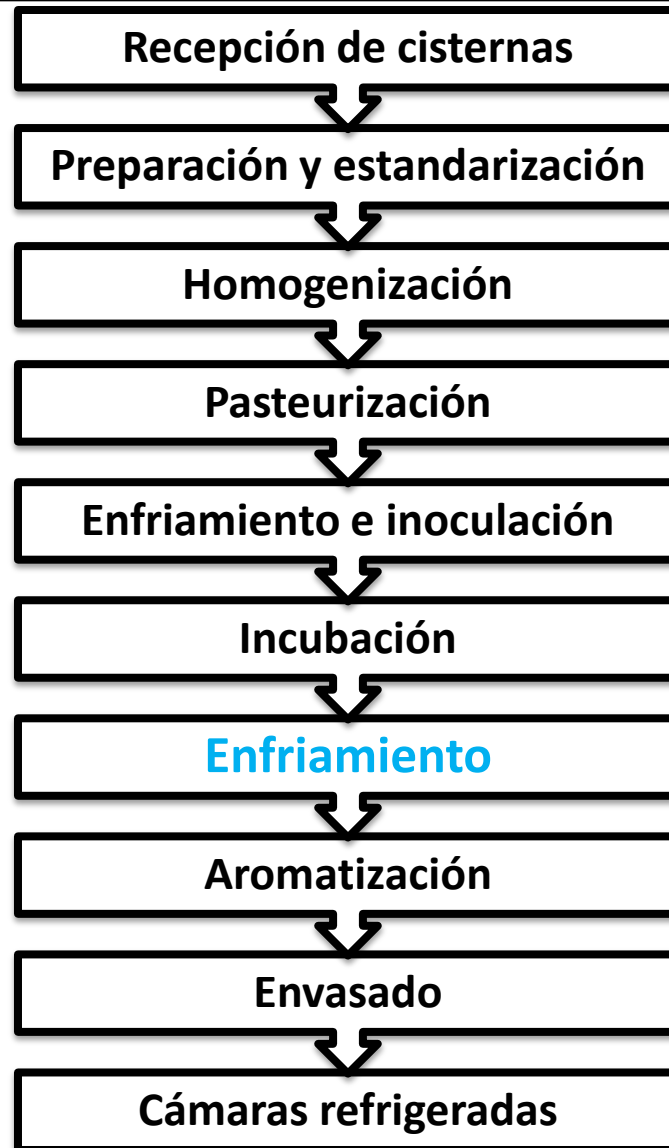 Recepción de cisternas
Preparación y estandarización
Homogenización
Pasteurización
Enfriamiento e inoculación
Incubación
Enfriamiento
Aromatización
Envasado
Cámaras refrigeradas